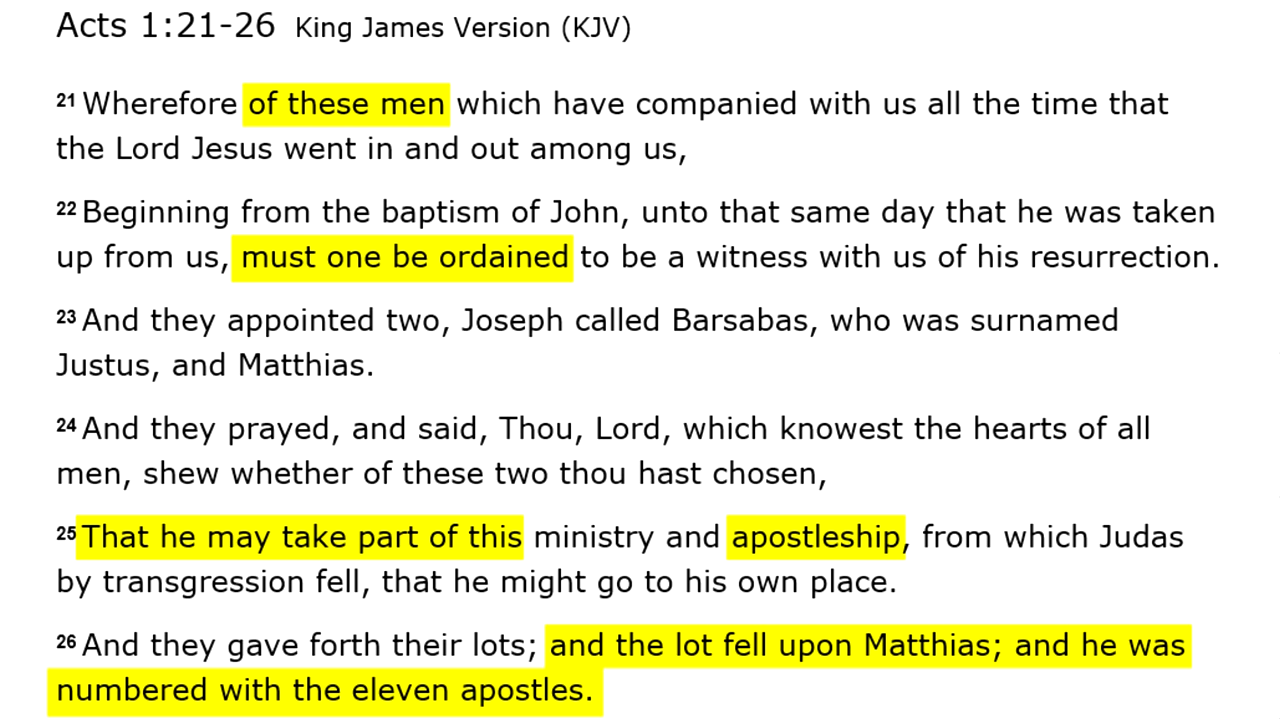 Acts 1:21-26 King James Version (KJV)
21 Wherefore of these men which have companied with us all the time that
the Lord Jesus went in and out among us,
22 Beginning from the baptism of John, unto that same day that he was taken
up from us, must one be ordained to be a witness with us of his resurrection.
23 And they appointed two, Joseph called Barsabas, who was surnamed
Justus, and Matthias.
24 And they prayed, and said, Thou, Lord, which knowest the hearts of all
men, shew whether of these two thou hast chosen,
25 That he may take part of this ministry and apostleship, from which Judas
by transgression fell, that he might go to his own place.
26 And they gave forth their lots; and the lot fell upon Matthias; and he was
numbered with the eleven apostles.